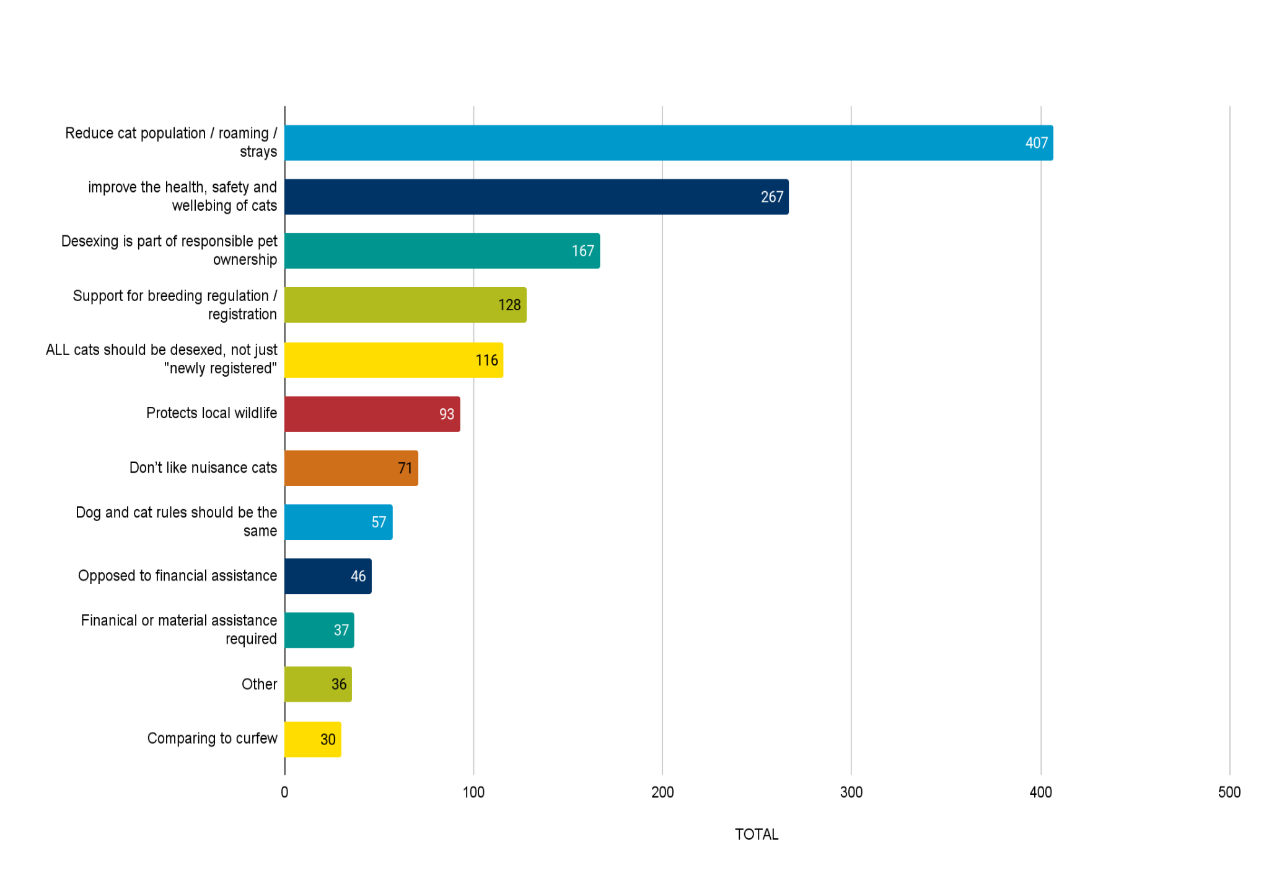 Reduce cat population / roaming /
strays
407
improve the health, safety and
wellebing of cats
267
Desexing is part of responsible pet
ownership
167
Support for breeding regulation /
registration
128
ALL cats should be desexed, not just
"newly registered"
116
Protects local wildlife
93
Don't like nuisance cats
71
Dog and cat rules should be the
same
57
Opposed to financial assistance
46
Finanical or material assistance
required
37
Other
36
Comparing to curfew
30
0 100 200 300 400 500
TOTAL